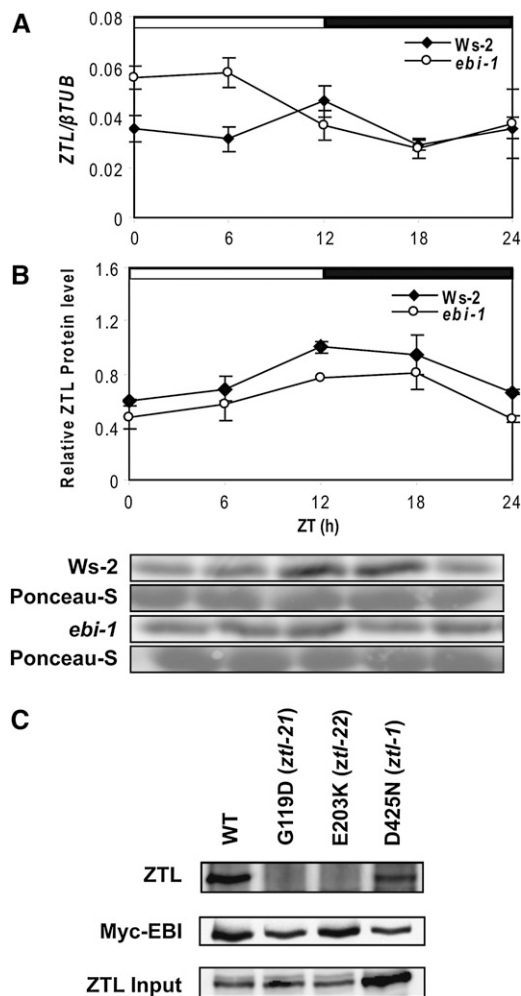 A
Ws-2
ebi-1
ZTL/βTUB
0.08
0.06
0.04
0.02
0
0 6 12 18 24
B
Ws-2
ebi-1
Relative ZTL Protein level
1.6
1.2
0.8
0.4
0
0 6 12 18 24
ZT (h)
Ws-2
Ponceau-S
ebi-1
Ponceau-S
C
WT
G119D (ztl-21)
E203K (ztl-22)
D425N (ztl-1)
ZTL
Myc-EBI
ZTL Input